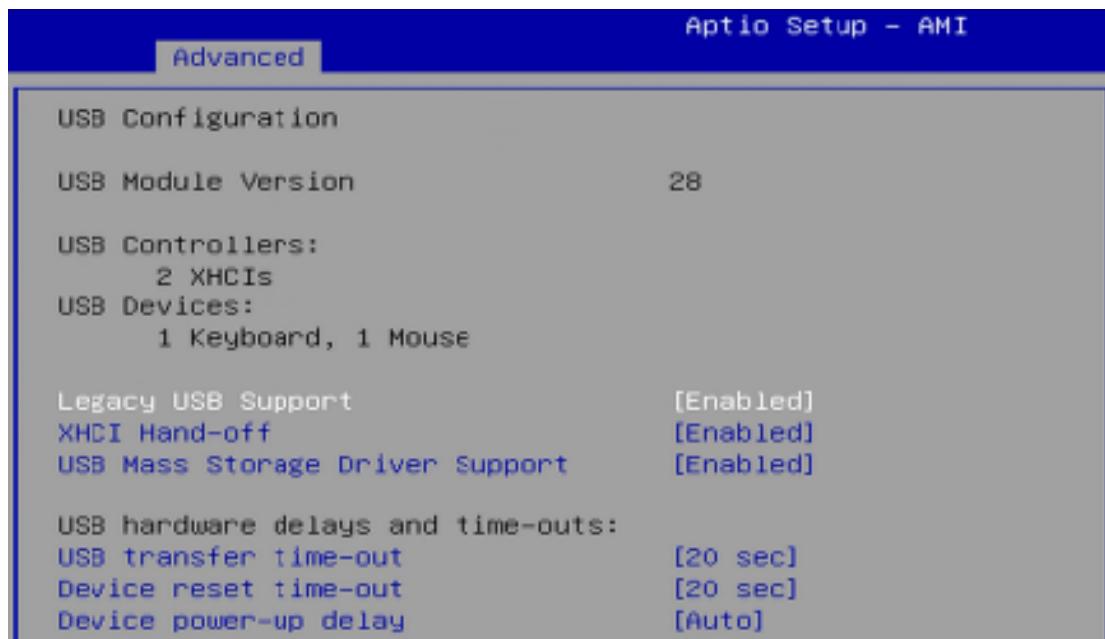 Aptio Setup – AMI
Advanced
USB Configuration
USB Module Version 28
USB Controllers:
2 XHCIs
USB Devices:
1 Keyboard, 1 Mouse
Legacy USB Support [Enabled]
XHCI Hand-off [Enabled]
USB Mass Storage Driver Support [Enabled]
USB hardware delays and time-outs:
USB transfer time-out [20 sec]
Device reset time-out [20 sec]
Device power-up delay [Auto]